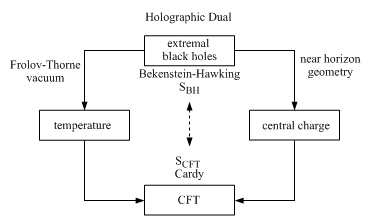 Holographic Dual
extremal
black holes
Frolov-Thorne
vacuum
Bekenstein-Hawking
S_BH
near horizon
geometry
temperature
central charge
S_CFT
Cardy
CFT